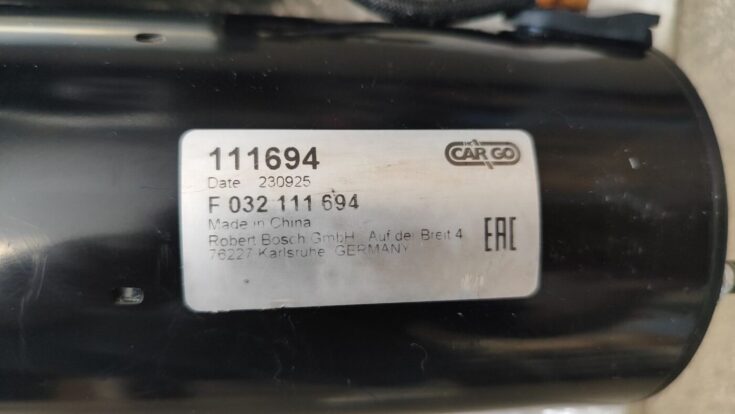 111694
CARGO
Date 230925
F 032 111 694
Made in China
Robert Bosch GmbH Auf der Breit 4
76227 Karlsruhe GERMANY
EAC